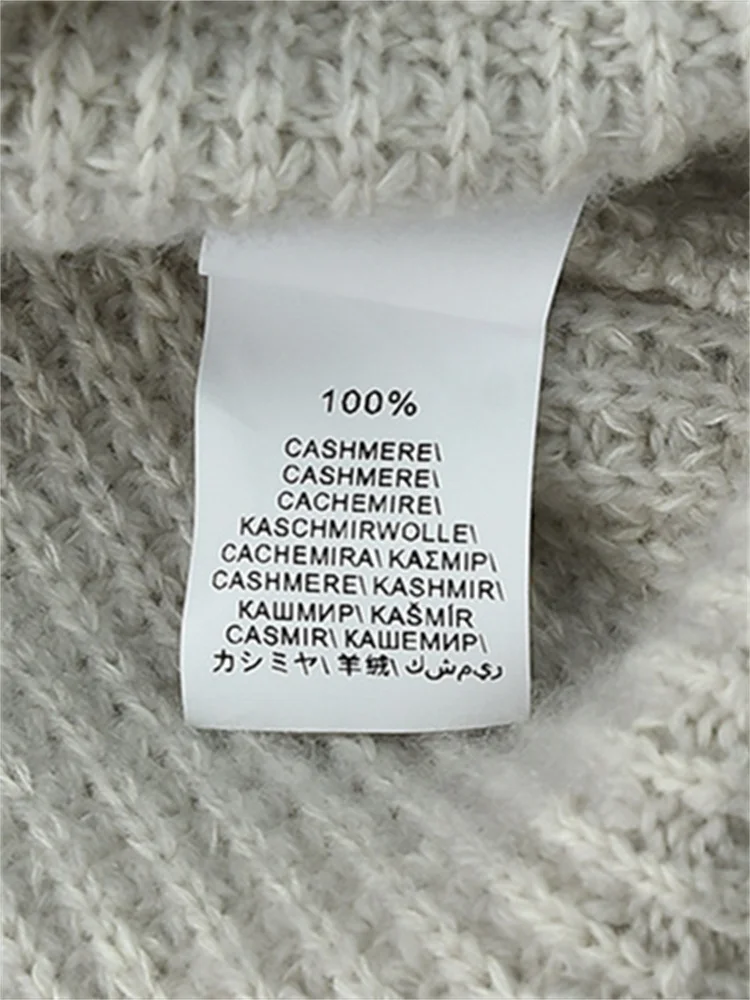 100%
CASHMERE\
CASHMERE\
CACHEMIRE\
KASCHMIRWOLLE\
CACHEMIRA\ ΚΑΣΜΙΡ\
CASHMERE\ KASHMIR\
КАШМИР\ KAŠMÍR
CASMIR\ КАШЕМИР\
カシミヤ\ 羊绒\ كشمير